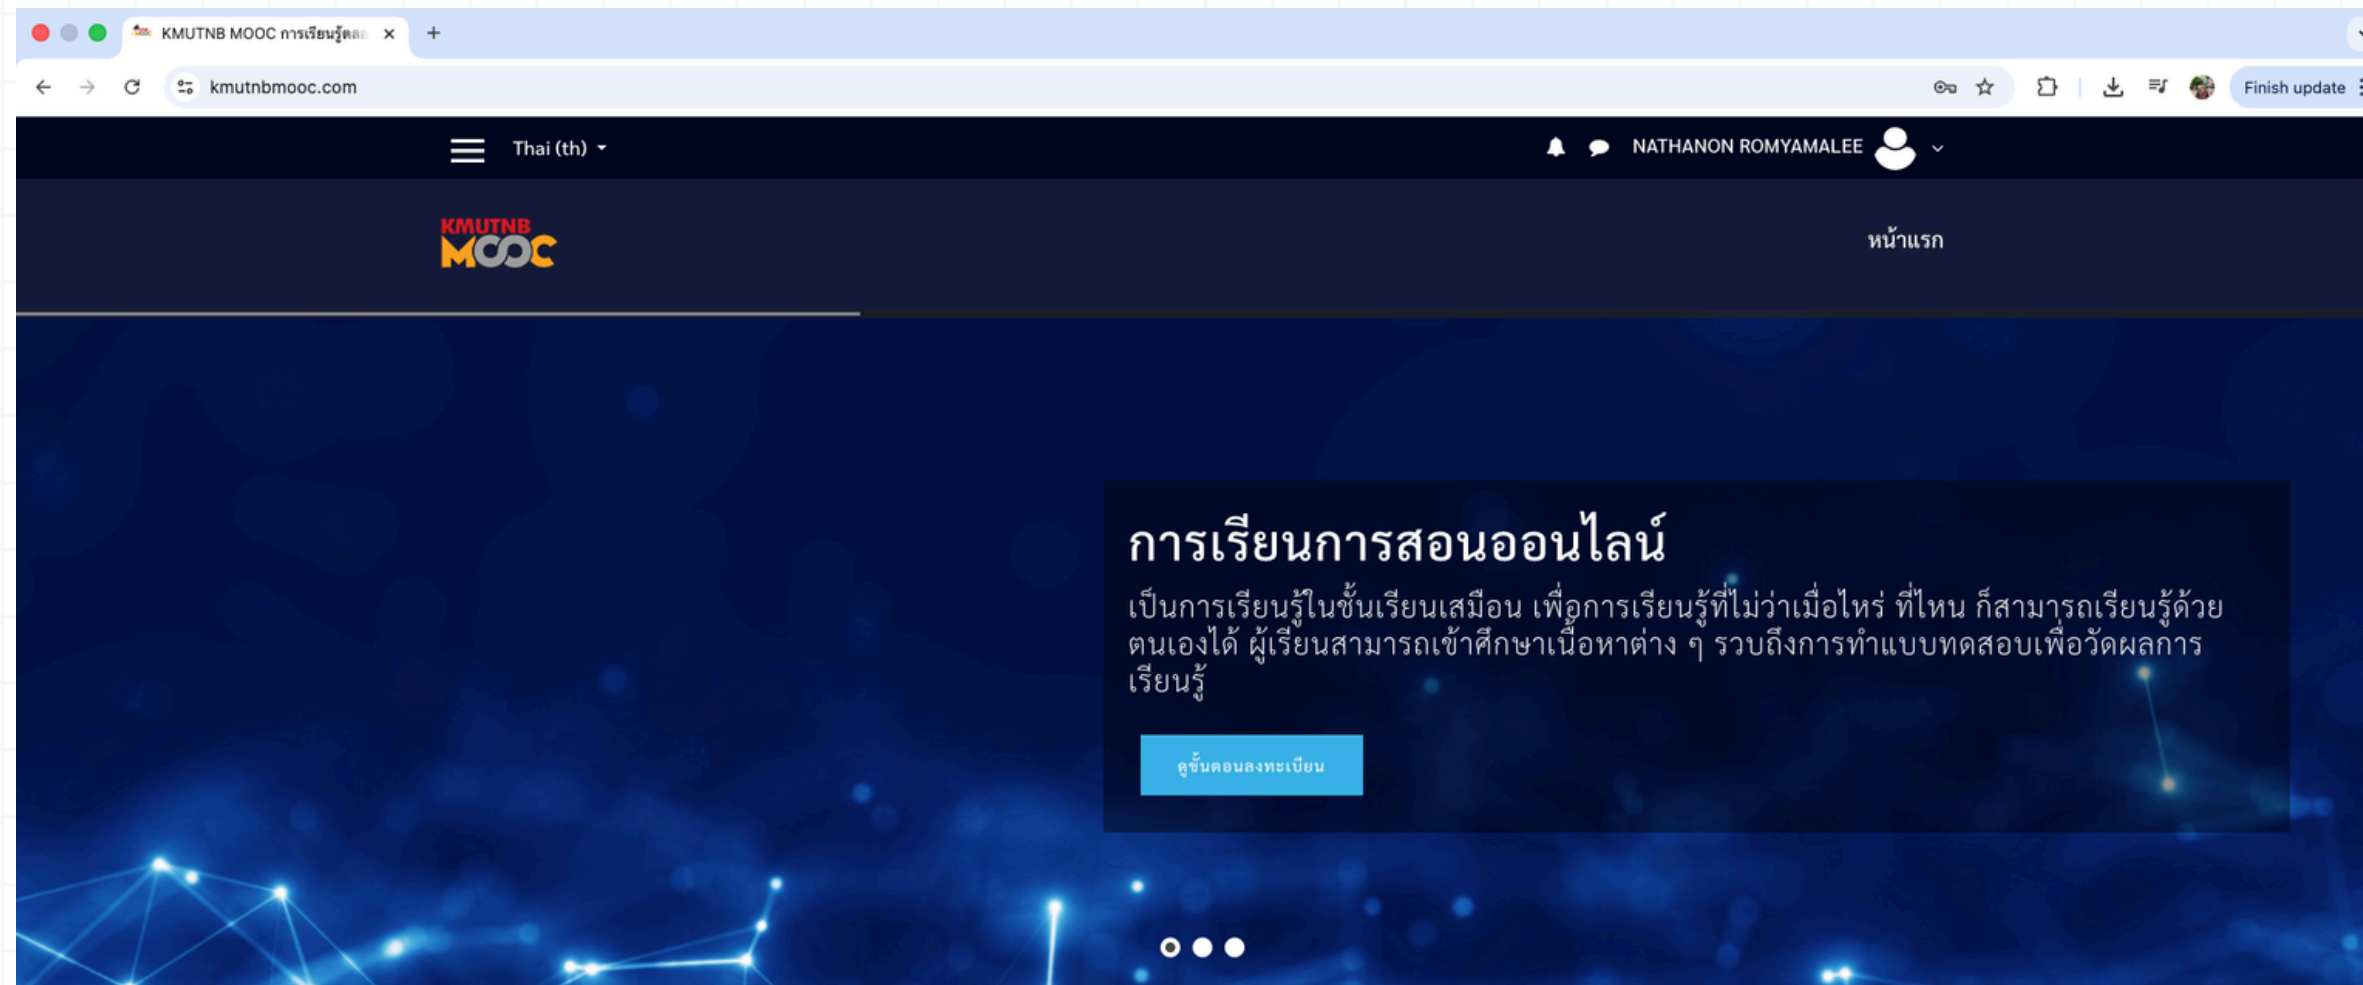 KMUTNB MOOC การเรียนรู้ตลอ
kmutnbmooc.com
Finish update
Thai (th)
NATHANON ROMYAMALEE
KMUTNB
MOOC
หน้าแรก
การเรียนการสอนออนไลน์
เป็นการเรียนรู้ในชั้นเรียนเสมือน เพื่อการเรียนรู้ที่ไม่ว่าเมื่อไหร่ ที่ไหน ก็สามารถเรียนรู้ด้วย
ตนเองได้ ผู้เรียนสามารถเข้าศึกษาเนื้อหาต่าง ๆ รวบถึงการทำแบบทดสอบเพื่อวัดผลการ
เรียนรู้
ดูขั้นตอนลงทะเบียน